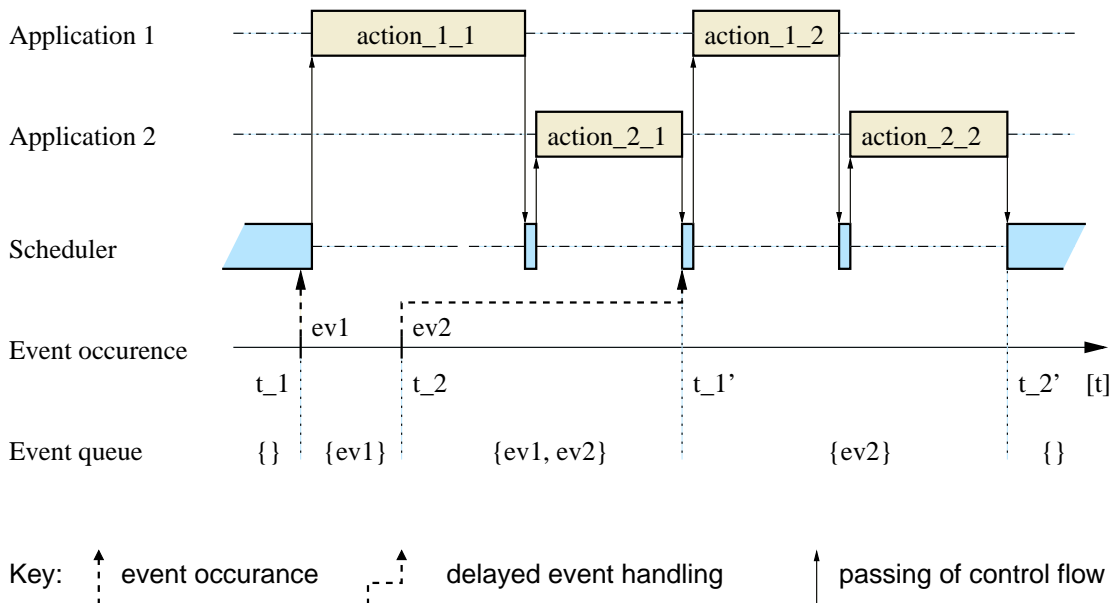 Application 1
action_1_1
action_1_2
Application 2
action_2_1
action_2_2
Scheduler
ev1
ev2
Event occurence
t_1
t_2
t_1’
t_2’
[t]
Event queue
{}
{ev1}
{ev1, ev2}
{ev2}
{}
Key:
event occurance
delayed event handling
passing of control flow